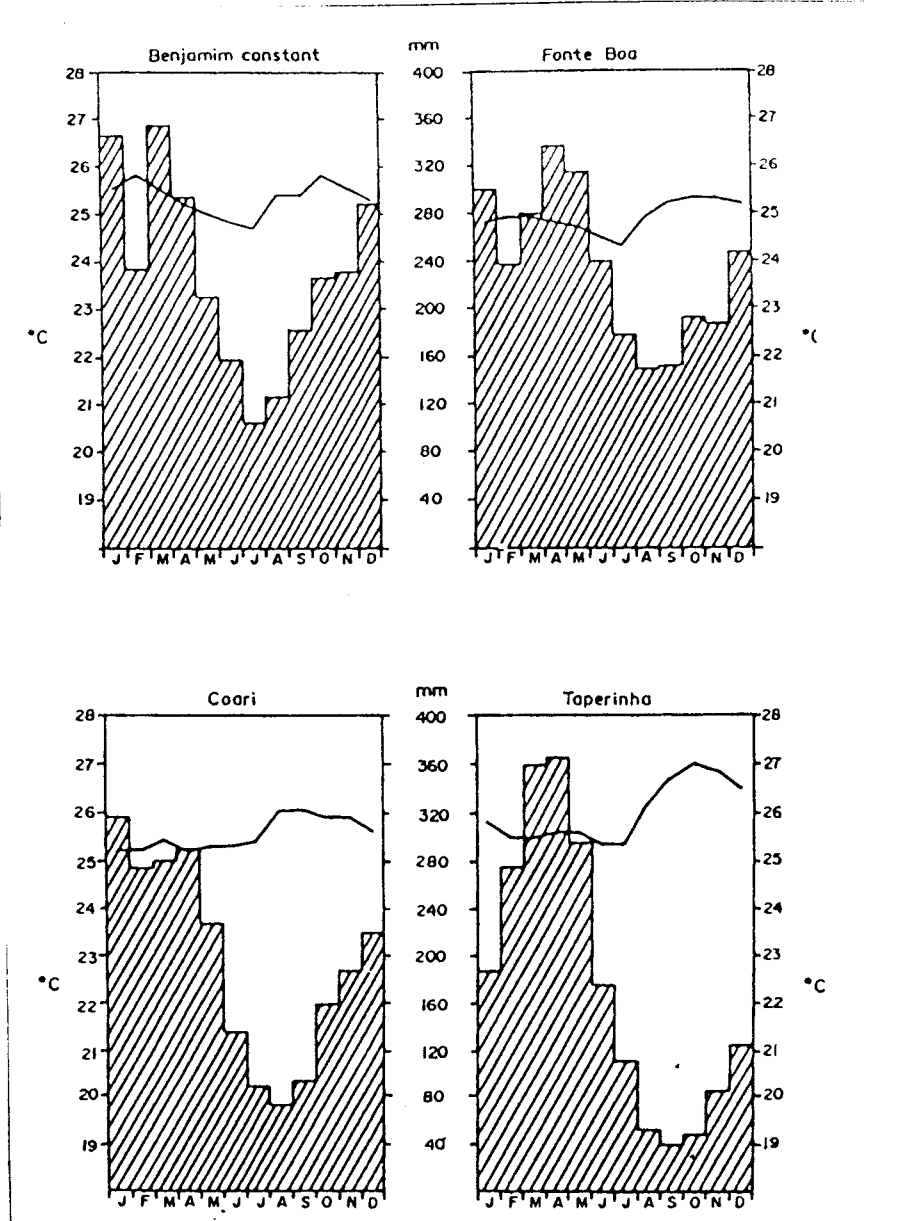 Benjamim constant mm Fonte Boa
28 400 28
27 360 27
26 320 26
25 280 25
24 240 24
23 200 23
°C °(
22 160 22
21 120 21
20 80 20
19 40 19
J F M A M J J A S O N D J F M A M J J A S O N D
Coari mm Taperinha
28 400 28
27 360 27
26 320 26
25 280 25
24 240 24
23 200 23
°C °C
22 160 22
21 120 21
20 80 20
19 40 19
J F M A M J J A S O N D J F M A M J J A S O N D